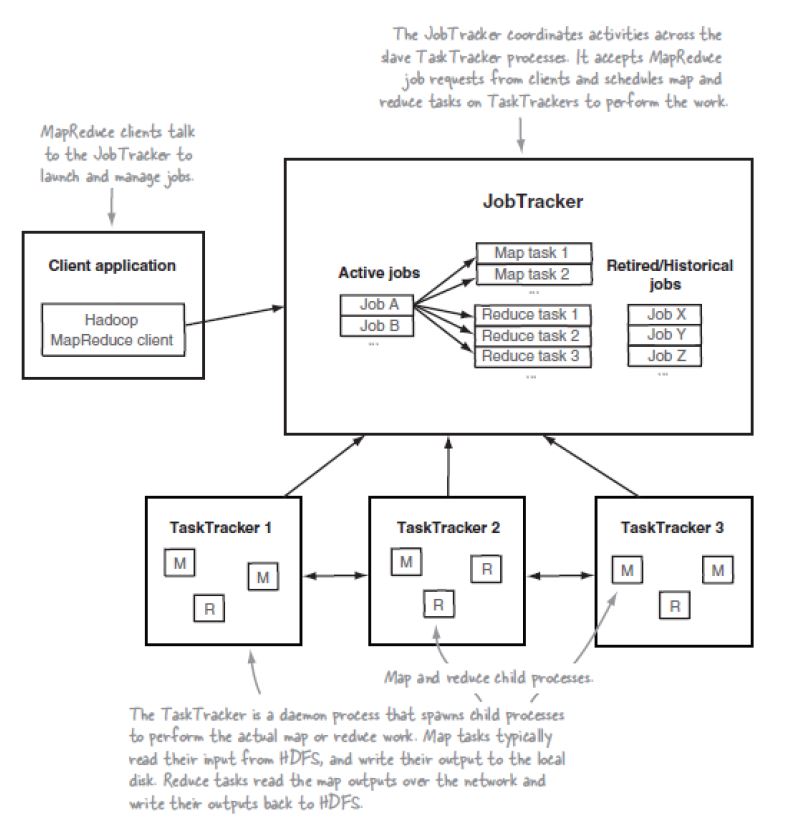 The JobTracker coordinates activities across the
slave TaskTracker processes. It accepts MapReduce
job requests from clients and schedules map and
reduce tasks on TaskTrackers to perform the work.
MapReduce clients talk
to the JobTracker to
launch and manage jobs.
JobTracker
Client application
Hadoop
MapReduce client
Active jobs
Job A
Job B
...
Map task 1
Map task 2
...
Reduce task 1
Reduce task 2
Reduce task 3
...
Retired/Historical
jobs
Job X
Job Y
Job Z
...
TaskTracker 1
M
M
R
TaskTracker 2
M
R
R
TaskTracker 3
M
M
R
Map and reduce child processes.
The TaskTracker is a daemon process that spawns child processes
to perform the actual map or reduce work. Map tasks typically
read their input from HDFS, and write their output to the local
disk. Reduce tasks read the map outputs over the network and
write their outputs back to HDFS.